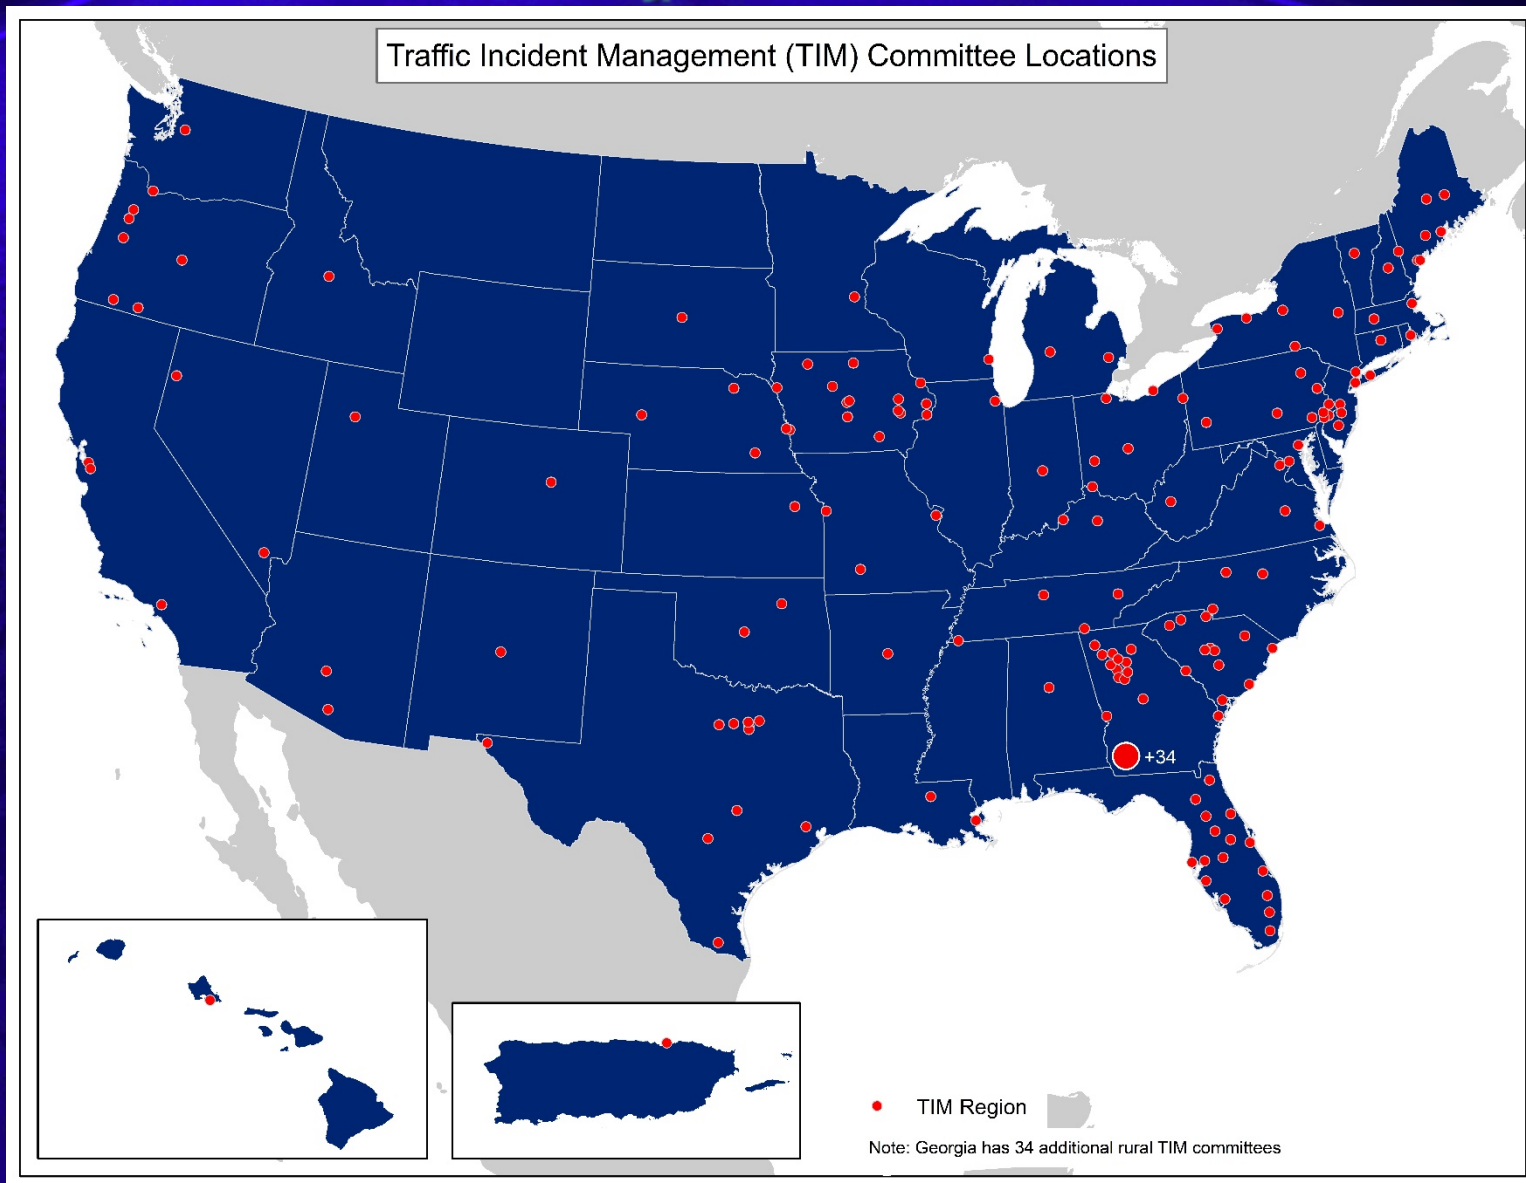 Traffic Incident Management (TIM) Committee Locations
+34
TIM Region
Note: Georgia has 34 additional rural TIM committees